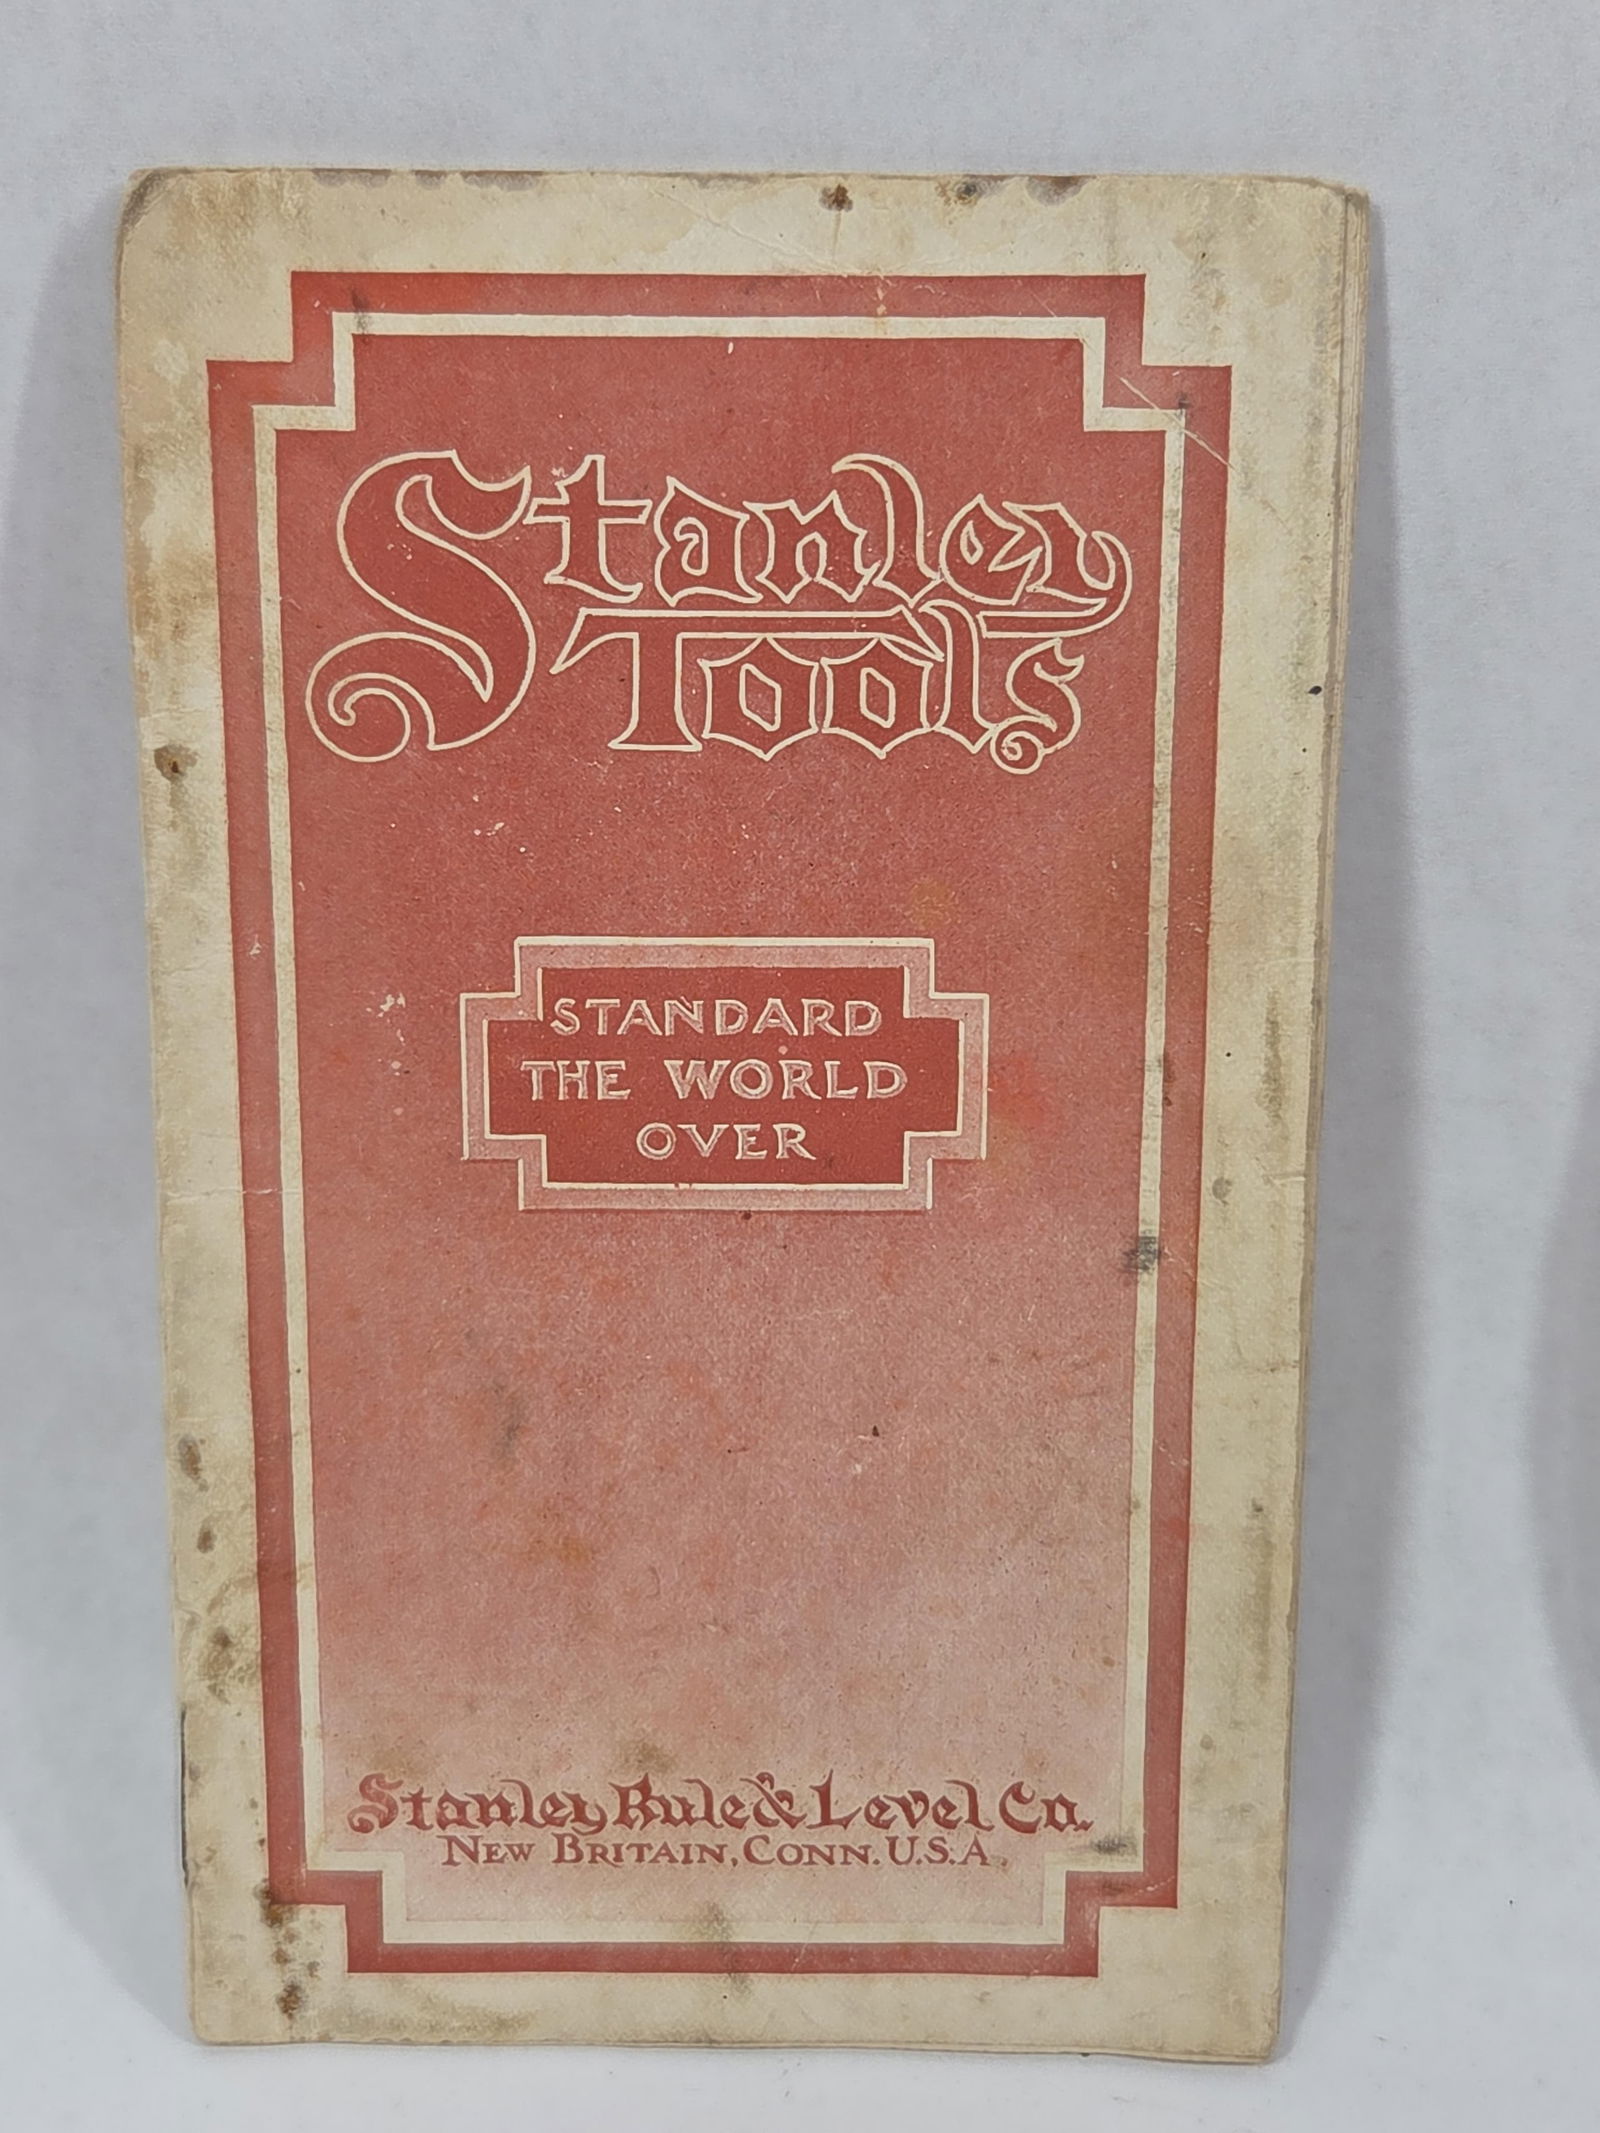 Stanley
Tools
STANDARD
THE WORLD
OVER
Stanley Rule & Level Co.
NEW BRITAIN, CONN. U.S.A.